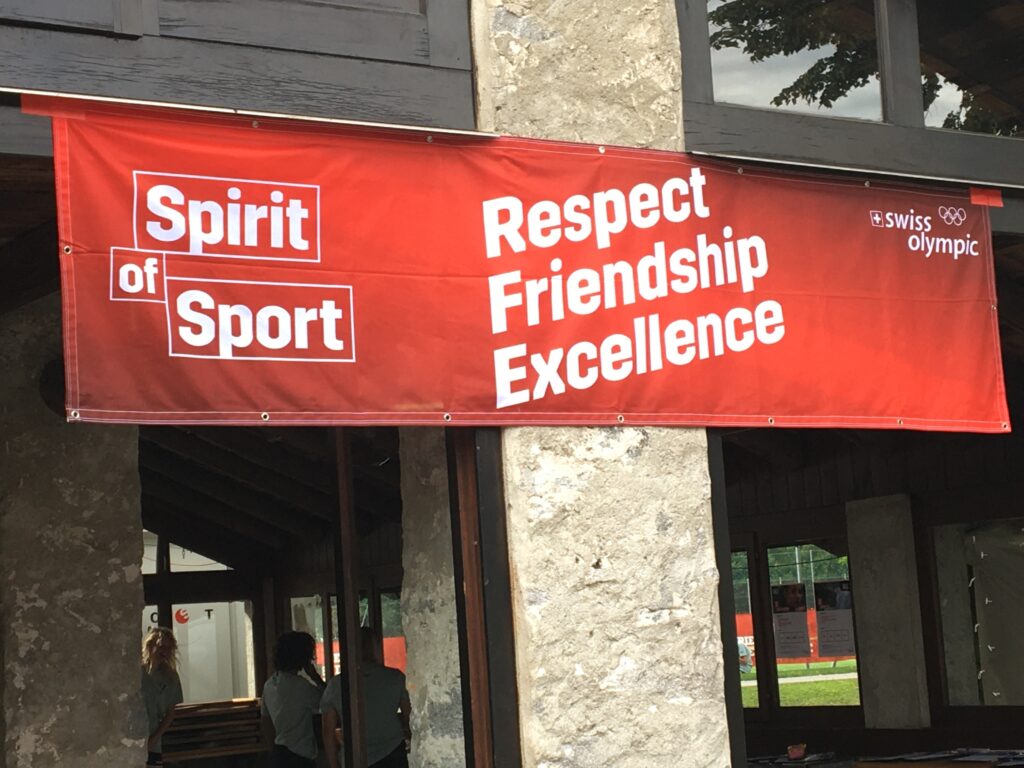 Spirit
of
Sport
Respect
Friendship
Excellence
swiss
olympic